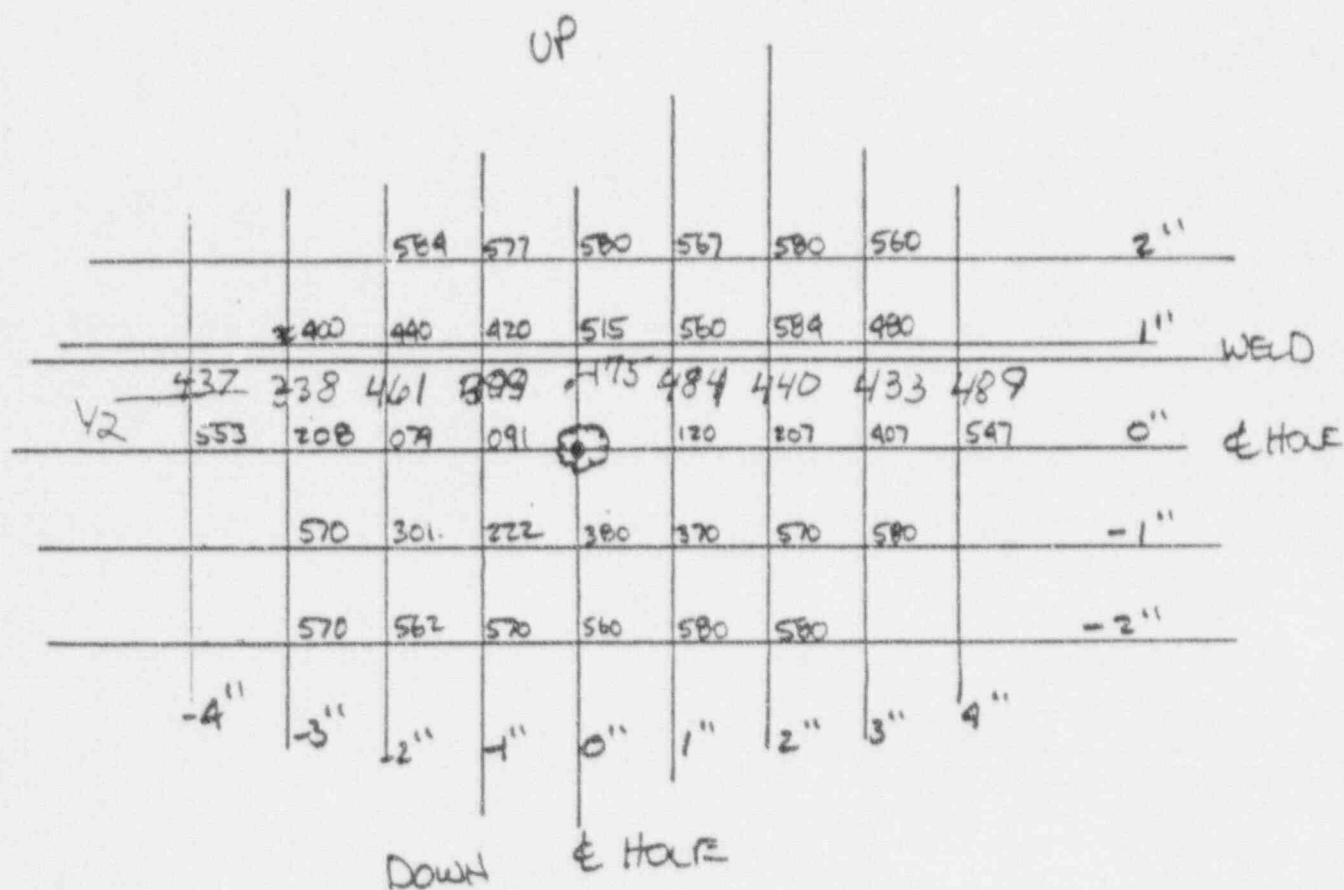 UP
584 577 580 567 580 560 2"
400 440 420 515 560 584 480 1"
WELD
437 338 461 399 .475 484 440 433 489
1/2
553 208 079 091 120 207 407 547 0"
℄ HOLE
570 301 222 380 370 570 580 -1"
570 562 570 560 580 580 -2"
-4" -3" -2" -1" 0" 1" 2" 3" 4"
DOWN ℄ HOLE